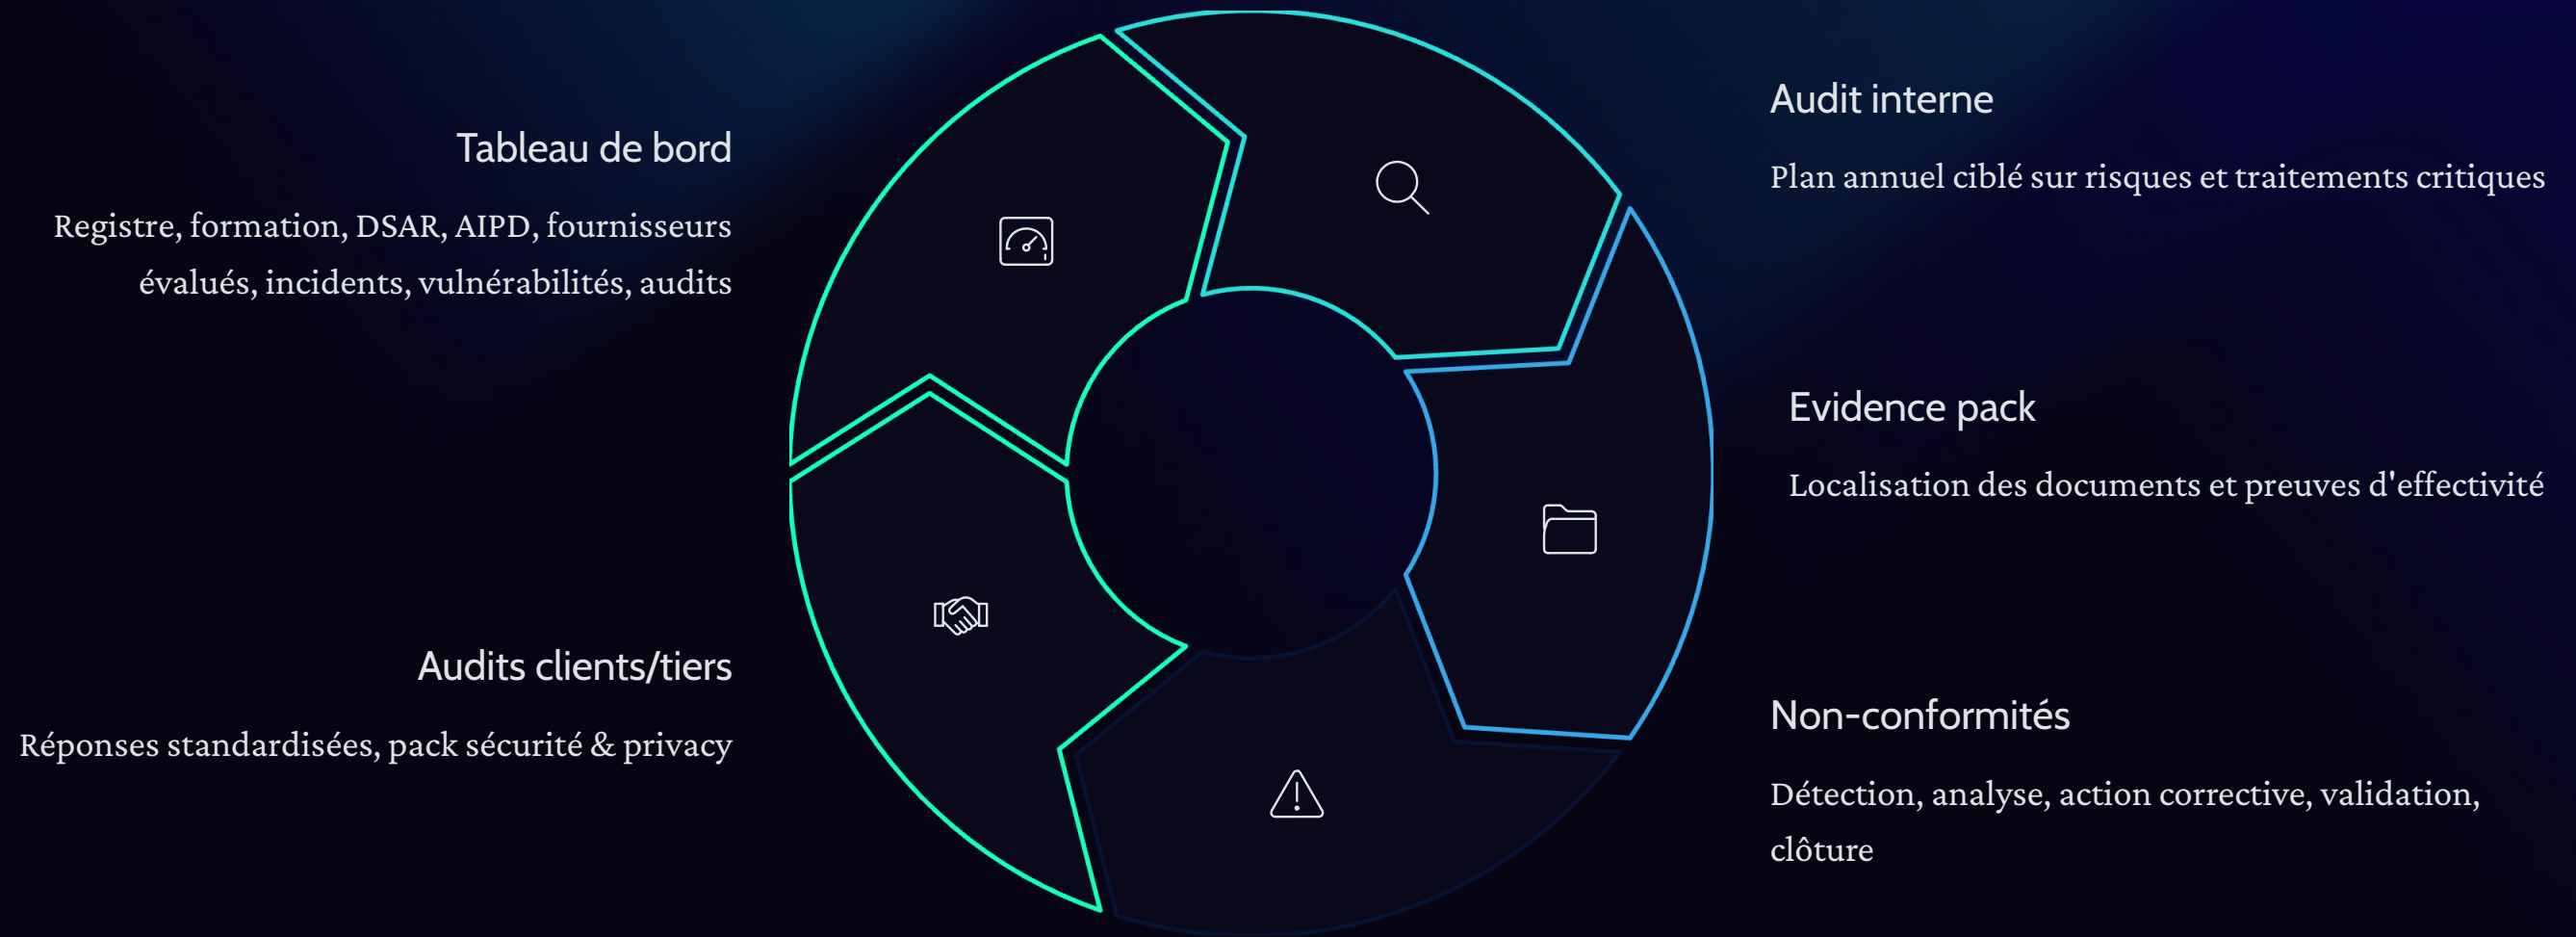 Tableau de bord
Registre, formation, DSAR, AIPD, fournisseurs
évalués, incidents, vulnérabilités, audits
Audits clients/tiers
Réponses standardisées, pack sécurité & privacy
Audit interne
Plan annuel ciblé sur risques et traitements critiques
Evidence pack
Localisation des documents et preuves d'effectivité
Non-conformités
Détection, analyse, action corrective, validation,
clôture